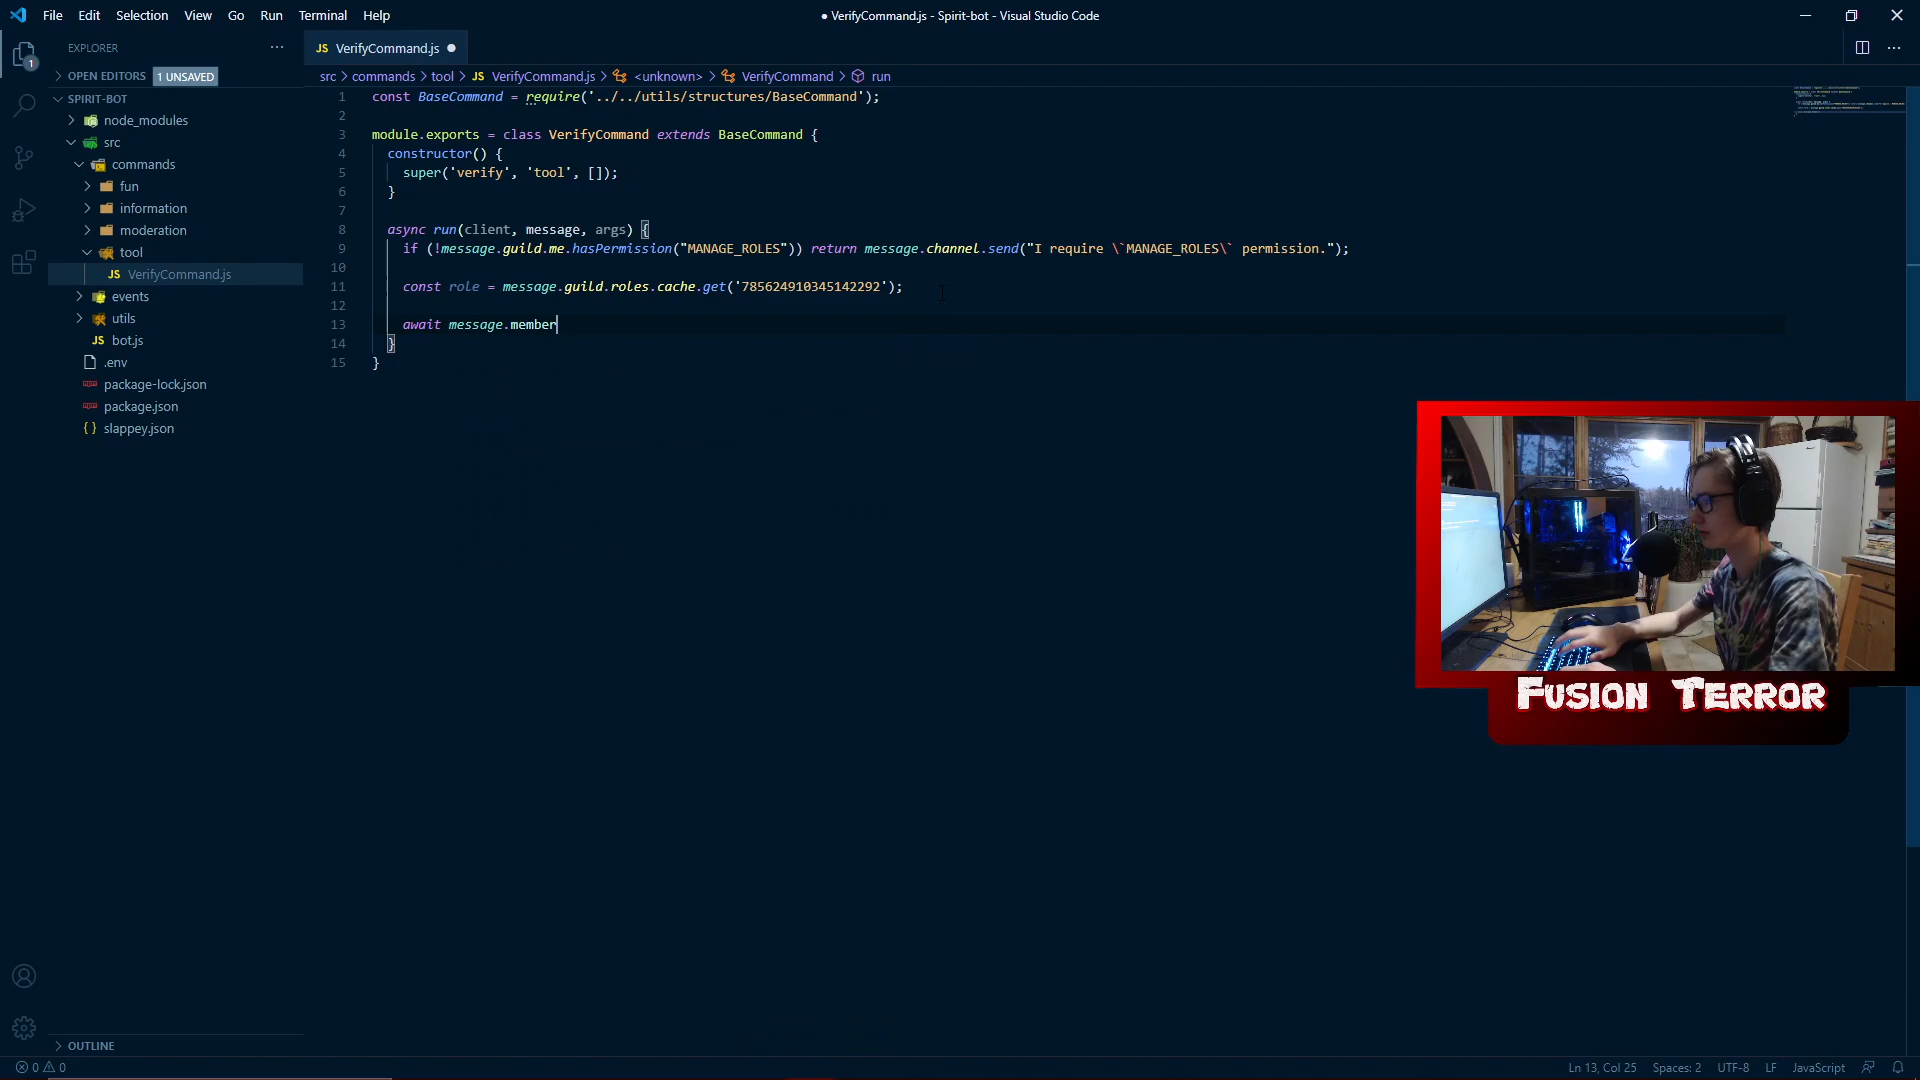 File Edit Selection View Go Run Terminal Help
● VerifyCommand.js - Spirit-bot - Visual Studio Code
EXPLORER
JS VerifyCommand.js
OPEN EDITORS 1 UNSAVED
src > commands > tool > JS VerifyCommand.js > <unknown> > VerifyCommand > run
SPIRIT-BOT
node_modules
src
commands
fun
information
moderation
tool
JS VerifyCommand.js
events
utils
JS bot.js
.env
package-lock.json
package.json
{} slappey.json
1 const BaseCommand = require('../../utils/structures/BaseCommand');
2
3 module.exports = class VerifyCommand extends BaseCommand {
4 constructor() {
5 super('verify', 'tool', []);
6 }
7
8 async run(client, message, args) {
9 if (!message.guild.me.hasPermission("MANAGE_ROLES")) return message.channel.send("I require \`MANAGE_ROLES\` permission.");
10
11 const role = message.guild.roles.cache.get('785624910345142292');
12
13 await message.member
14 }
15 }
1
FUSION TERROR
OUTLINE
0 0
Ln 13, Col 25 Spaces: 2 UTF-8 LF JavaScript